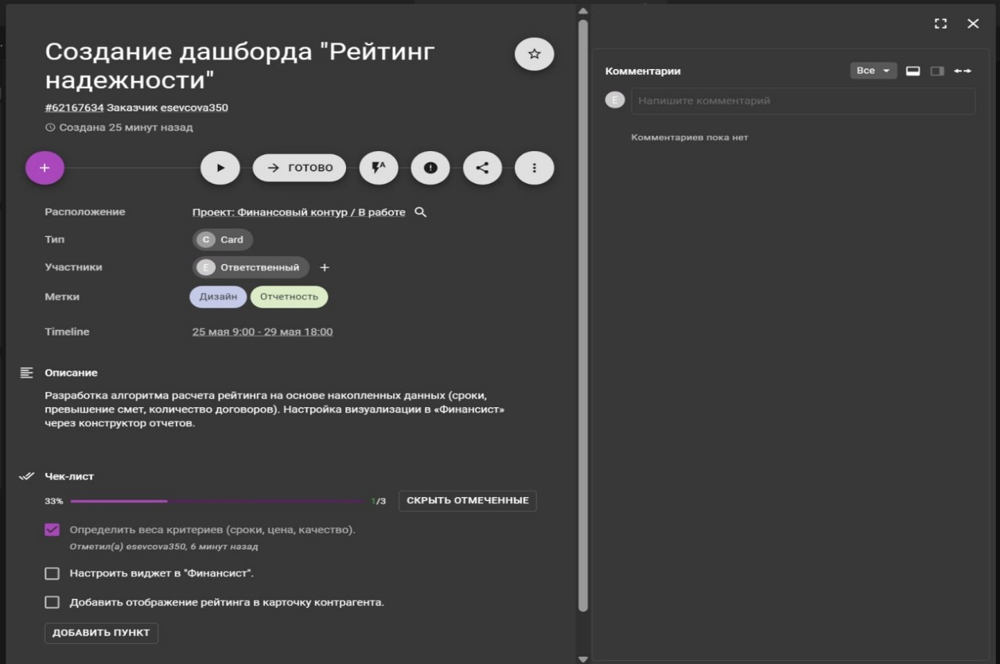 Создание дашборда "Рейтинг
надежности"
#62167634 Заказчик esevcova350
Создана 25 минут назад
ГОТОВО
A
Расположение Проект: Финансовый контур / В работе
Тип C Card
Участники E Ответственный
Метки Дизайн Отчетность
Timeline 25 мая 9:00 - 29 мая 18:00
Описание
Разработка алгоритма расчета рейтинга на основе накопленных данных (сроки,
превышение смет, количество договоров). Настройка визуализации в «Финансист»
через конструктор отчетов.
Чек-лист
33% 1/3 СКРЫТЬ ОТМЕЧЕННЫЕ
Определить веса критериев (сроки, цена, качество).
Отметил(а) esevcova350, 6 минут назад
Настроить виджет в "Финансист".
Добавить отображение рейтинга в карточку контрагента.
ДОБАВИТЬ ПУНКТ
Комментарии Все
E Напишите комментарий
Комментариев пока нет